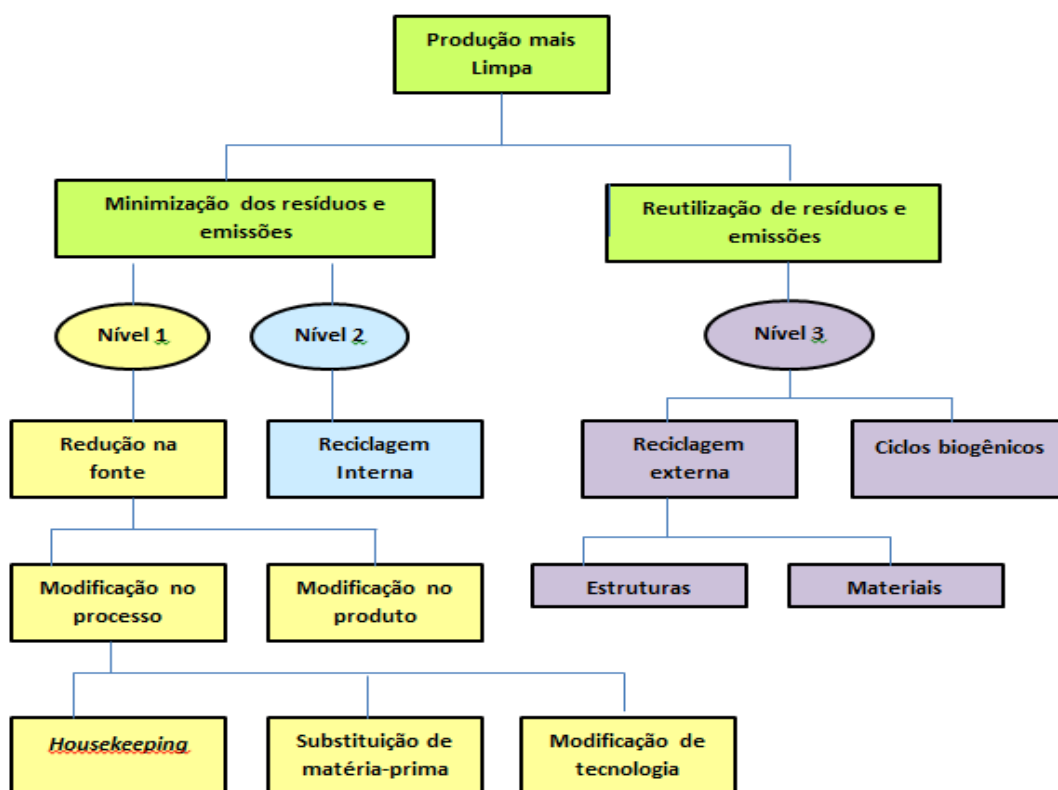 Produção mais
Limpa
Minimização dos resíduos e
emissões
Reutilização de resíduos e
emissões
Nível 1
Nível 2
Nível 3
Redução na
fonte
Reciclagem
Interna
Reciclagem
externa
Ciclos biogênicos
Modificação no
processo
Modificação no
produto
Estruturas
Materiais
Housekeeping
Substituição de
matéria-prima
Modificação de
tecnologia